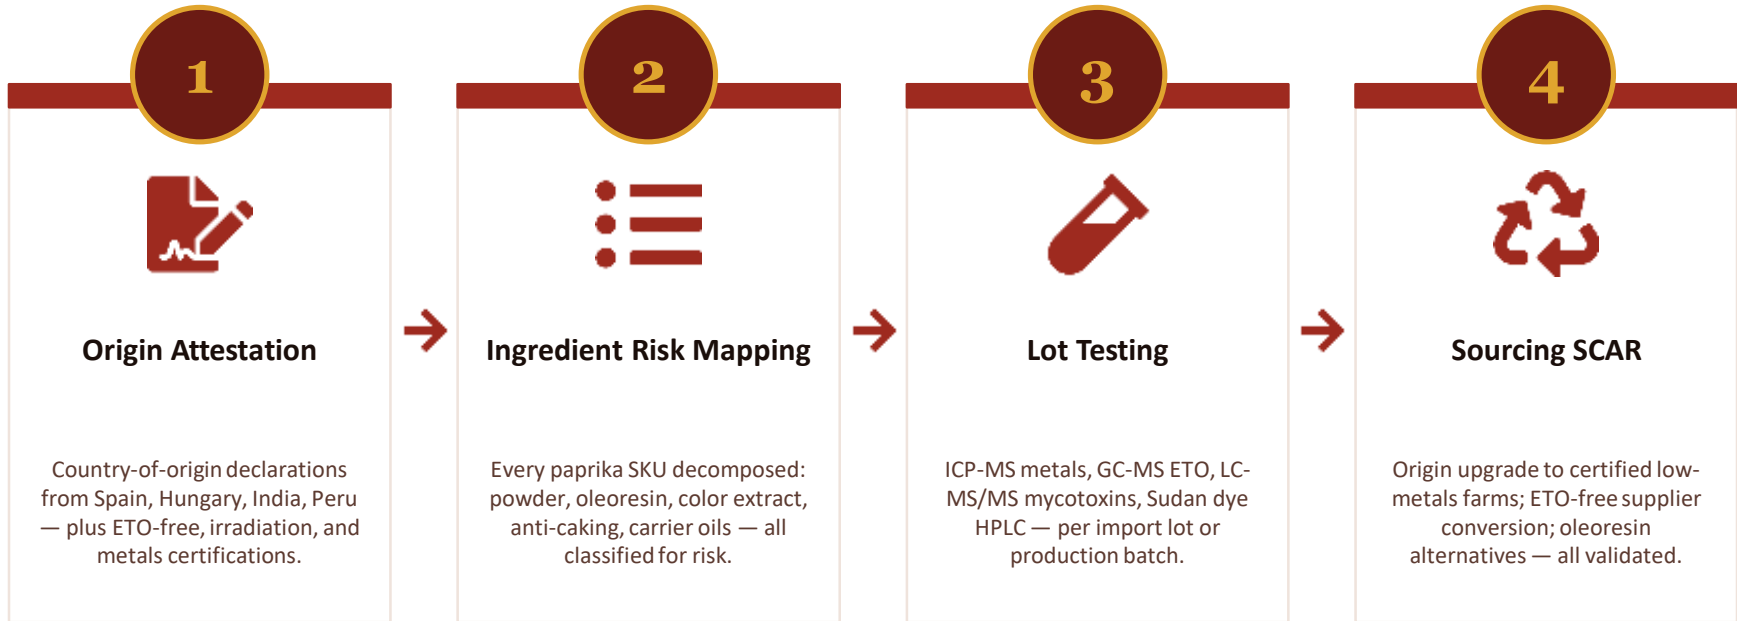 1
Origin Attestation
Country-of-origin declarations
from Spain, Hungary, India, Peru
— plus ETO-free, irradiation, and
metals certifications.
2
Ingredient Risk Mapping
Every paprika SKU decomposed:
powder, oleoresin, color extract,
anti-caking, carrier oils — all
classified for risk.
3
Lot Testing
ICP-MS metals, GC-MS ETO, LC-
MS/MS mycotoxins, Sudan dye
HPLC — per import lot or
production batch.
4
Sourcing SCAR
Origin upgrade to certified low-
metals farms; ETO-free supplier
conversion; oleoresin
alternatives — all validated.